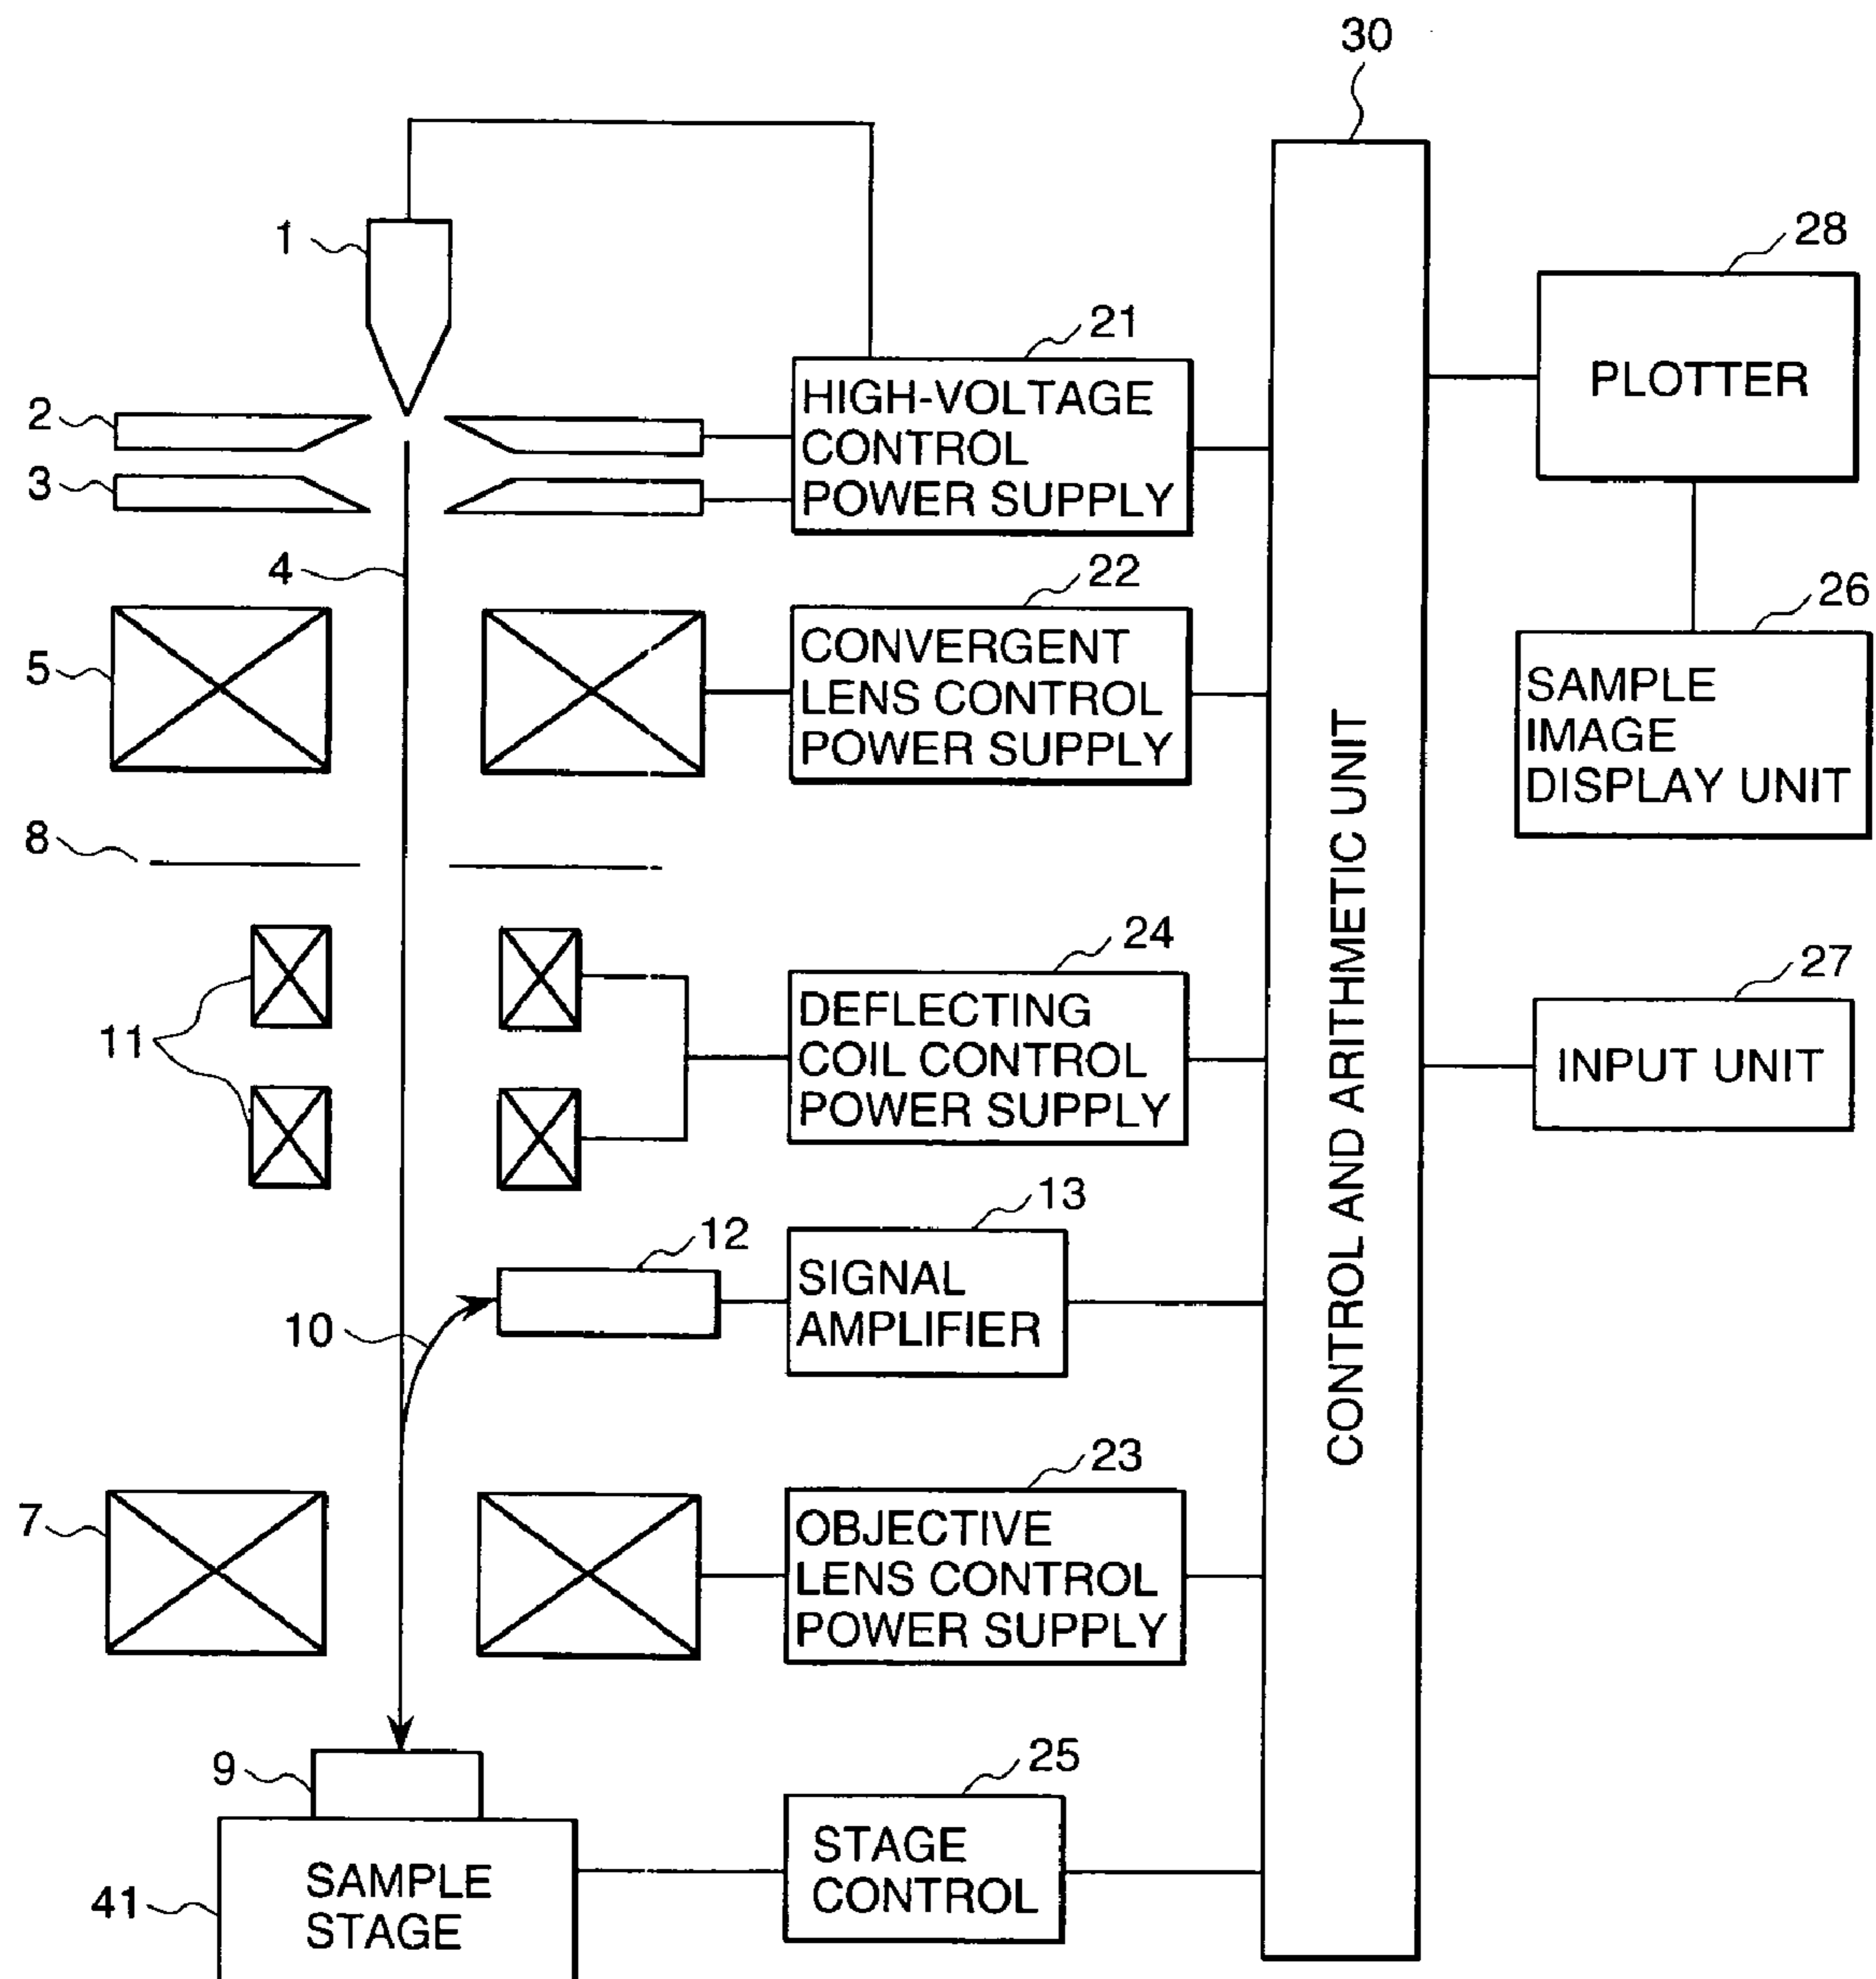 30
1
28
21
HIGH-VOLTAGE
CONTROL
POWER SUPPLY
PLOTTER
2
3
4
22
CONVERGENT
LENS CONTROL
POWER SUPPLY
26
SAMPLE
IMAGE
DISPLAY UNIT
5
8
CONTROL AND ARITHMETIC UNIT
24
DEFLECTING
COIL CONTROL
POWER SUPPLY
27
INPUT UNIT
11
12
13
SIGNAL
AMPLIFIER
10
23
OBJECTIVE
LENS CONTROL
POWER SUPPLY
7
9
25
STAGE
CONTROL
41
SAMPLE
STAGE